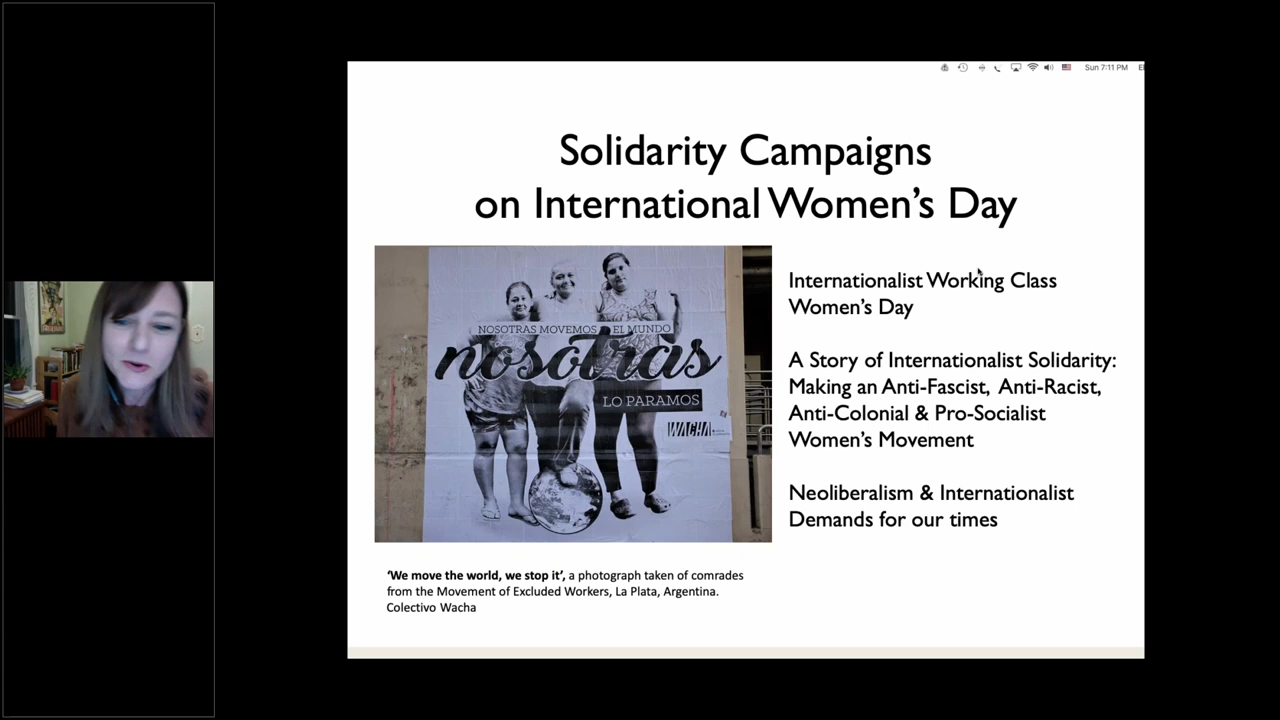 Sun 7:11 PM
Solidarity Campaigns
on International Women's Day
NOSOTRAS MOVEMOS EL MUNDO
nosotras
LO PARAMOS
WACHA
Internationalist Working Class
Women's Day
A Story of Internationalist Solidarity:
Making an Anti-Fascist, Anti-Racist,
Anti-Colonial & Pro-Socialist
Women's Movement
Neoliberalism & Internationalist
Demands for our times
'We move the world, we stop it', a photograph taken of comrades
from the Movement of Excluded Workers, La Plata, Argentina.
Colectivo Wacha